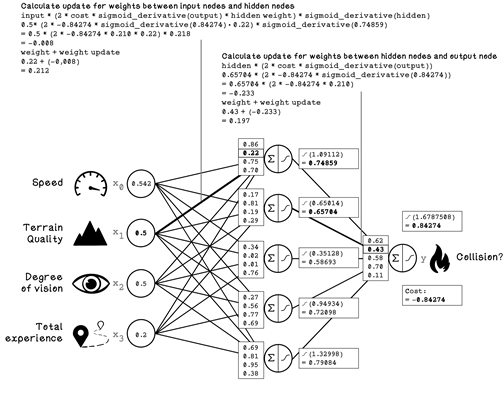 Calculate update for weights between input nodes and hidden nodes
input * (2 * cost * sigmoid_derivative(output) * hidden weight) * sigmoid_derivative(hidden)
0.5* (2 * -0.84274 * sigmoid_derivative(0.84274) * 0.22) * sigmoid_derivative(0.74859)
= 0.5 * (2 * -0.84274 * 0.210 * 0.22) * 0.218
= -0.008
weight + weight update
0.22 + (-0,008)
= 0.212
Calculate update for weights between hidden nodes and output node
hidden * (2 * cost * sigmoid_derivative(output))
0.65704 * (2 * -0.84274 * sigmoid_derivative(0.84274))
= 0.65704 * (2 * -0.84274 * 0.210)
= -0.233
weight + weight update
0.43 + (-0.233)
= 0.197
Speed
x0
0.542
Terrain
Quality
x1
0.5
Degree
of vision
x2
0.5
Total
experience
x3
0.2
0.86
0.22
0.75
0.70
Σ
(1.09112)
= 0.74859
0.17
0.81
0.19
0.29
Σ
(0.65014)
= 0.65704
0.34
0.02
0.01
0.76
Σ
(0.35128)
= 0.58693
0.27
0.56
0.77
0.69
Σ
(0.94934)
= 0.72098
0.69
0.81
0.95
0.38
Σ
(1.32998)
= 0.79084
0.62
0.43
0.58
0.70
0.11
Σ
(1.6787508)
= 0.84274
y
Collision?
Cost:
= -0.84274